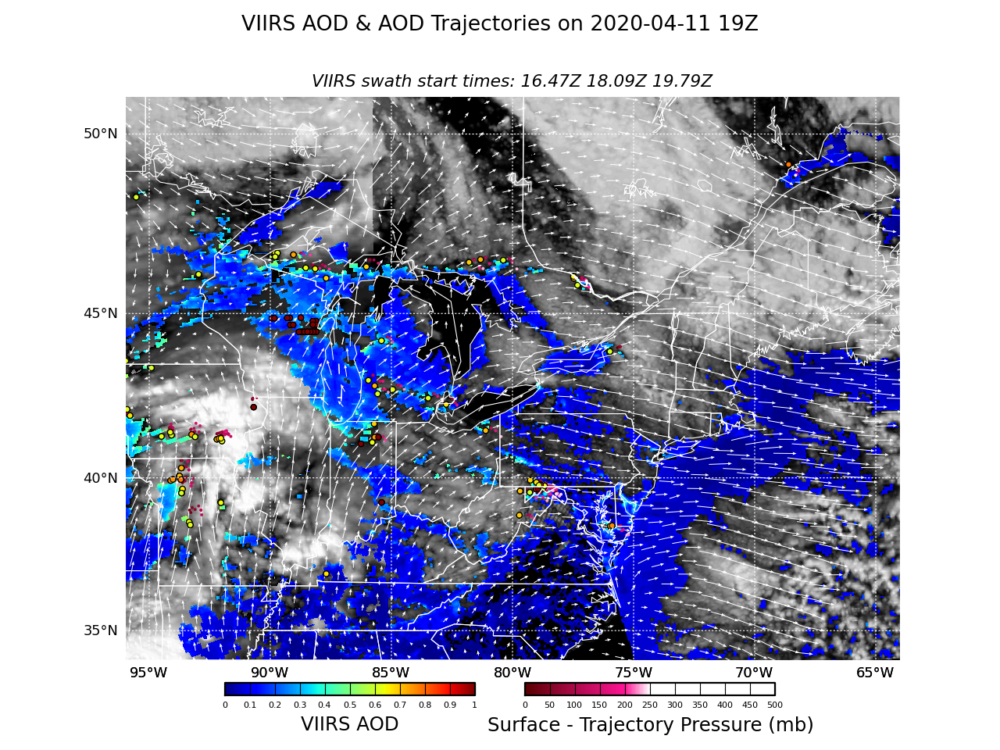 VIIRS AOD & AOD Trajectories on 2020-04-11 19Z
VIIRS swath start times: 16.47Z 18.09Z 19.79Z
50°N
45°N
40°N
35°N
95°W 90°W 85°W 80°W 75°W 70°W 65°W
0 0.1 0.2 0.3 0.4 0.5 0.6 0.7 0.8 0.9 1
VIIRS AOD
0 50 100 150 200 250 300 350 400 450 500
Surface - Trajectory Pressure (mb)